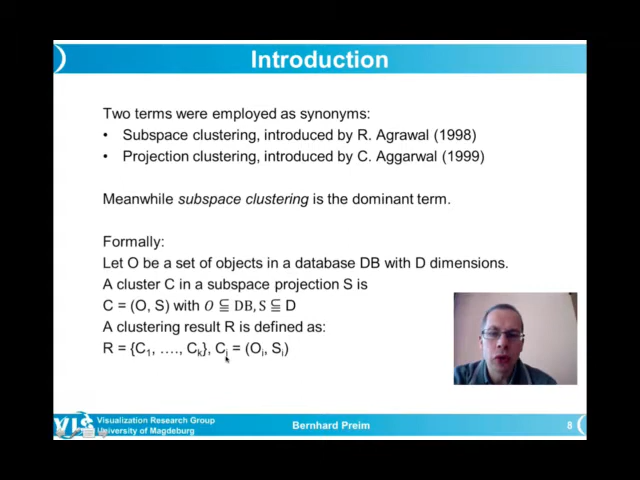 Introduction
Two terms were employed as synonyms:
• Subspace clustering, introduced by R. Agrawal (1998)
• Projection clustering, introduced by C. Aggarwal (1999)
Meanwhile subspace clustering is the dominant term.
Formally:
Let O be a set of objects in a database DB with D dimensions.
A cluster C in a subspace projection S is
C = (O, S) with O ⊆ DB, S ⊆ D
A clustering result R is defined as:
R = {C1, …., Ck}, Ci = (Oi, Si)
VIS Visualization Research Group
University of Magdeburg
Bernhard Preim
8